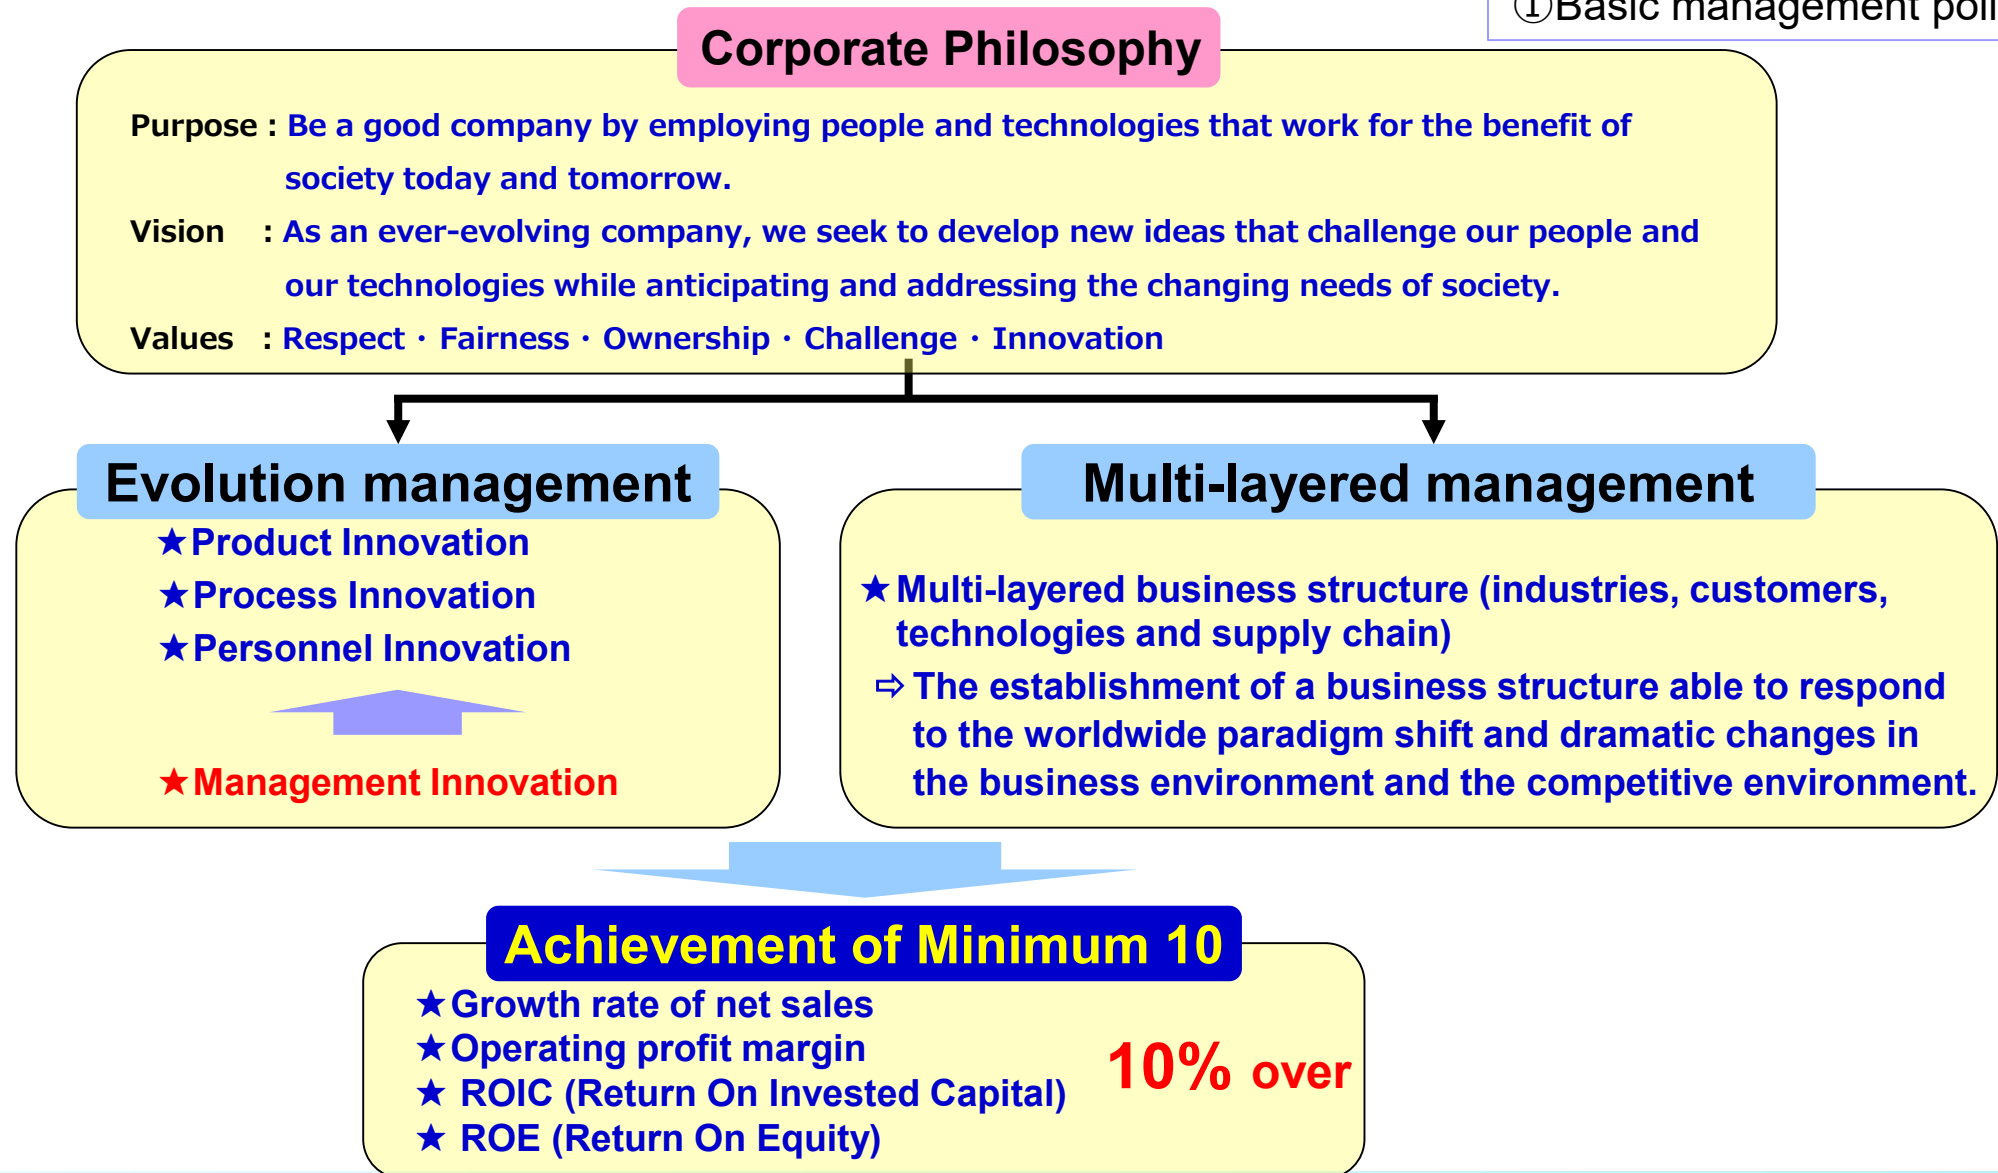 ①Basic management poli
Corporate Philosophy
Purpose : Be a good company by employing people and technologies that work for the benefit of
society today and tomorrow.
Vision : As an ever-evolving company, we seek to develop new ideas that challenge our people and
our technologies while anticipating and addressing the changing needs of society.
Values : Respect・Fairness・Ownership・Challenge・Innovation
Evolution management
★Product Innovation
★Process Innovation
★Personnel Innovation
★Management Innovation
Multi-layered management
★Multi-layered business structure (industries, customers,
technologies and supply chain)
⇨The establishment of a business structure able to respond
to the worldwide paradigm shift and dramatic changes in
the business environment and the competitive environment.
Achievement of Minimum 10
★Growth rate of net sales
★Operating profit margin
★ ROIC (Return On Invested Capital)
★ ROE (Return On Equity)
10% over